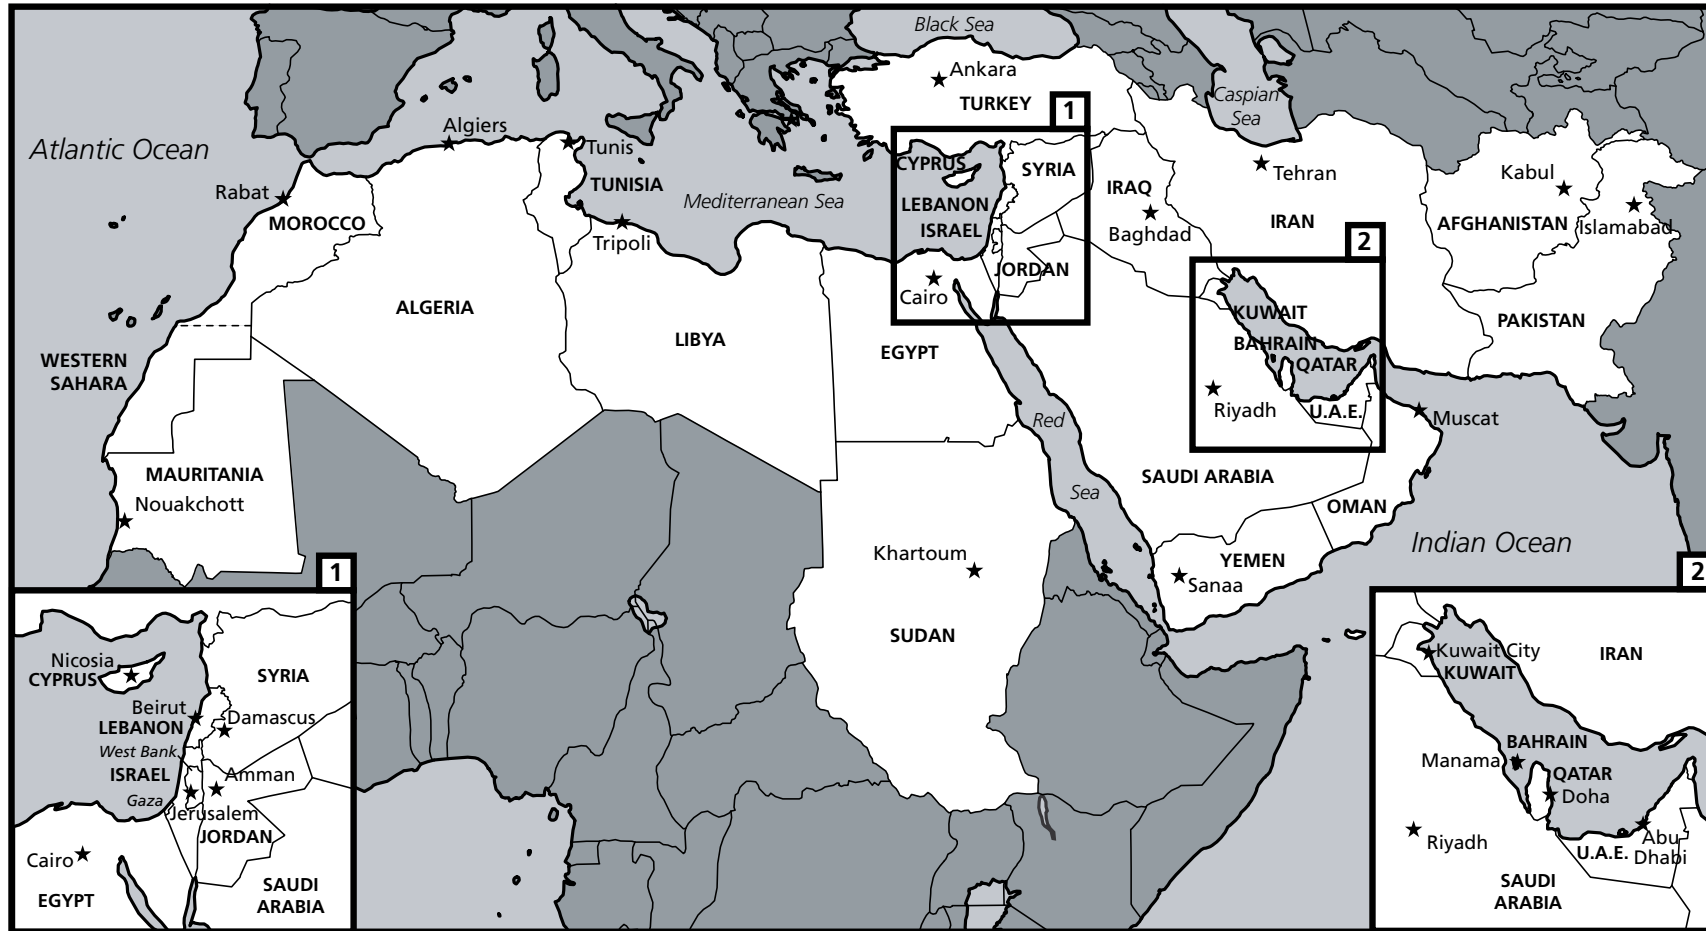 Black Sea
Ankara
TURKEY
Caspian
Sea
1
Atlantic Ocean
Algiers
Tunis
TUNISIA
Rabat
MOROCCO
Mediterranean Sea
Tripoli
CYPRUS
SYRIA
LEBANON
ISRAEL
JORDAN
Cairo
IRAQ
Baghdad
Tehran
IRAN
Kabul
AFGHANISTAN
Islamabad
PAKISTAN
2
KUWAIT
BAHRAIN
QATAR
Riyadh
U.A.E.
Muscat
ALGERIA
LIBYA
EGYPT
WESTERN
SAHARA
Red
Sea
SAUDI ARABIA
OMAN
MAURITANIA
Nouakchott
Khartoum
SUDAN
YEMEN
Sanaa
Indian Ocean
1
Nicosia
CYPRUS
SYRIA
Beirut
LEBANON
Damascus
West Bank
ISRAEL
Amman
Gaza
Jerusalem
JORDAN
Cairo
EGYPT
SAUDI
ARABIA
2
Kuwait City
KUWAIT
IRAN
BAHRAIN
Manama
QATAR
Doha
Riyadh
Abu
Dhabi
U.A.E.
SAUDI
ARABIA